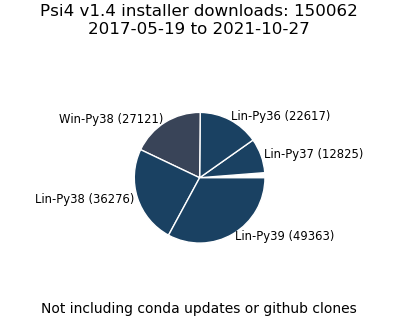 Psi4 v1.4 installer downloads: 150062
2017-05-19 to 2021-10-27
Win-Py38 (27121)
Lin-Py36 (22617)
Lin-Py37 (12825)
Lin-Py38 (36276)
Lin-Py39 (49363)
Not including conda updates or github clones